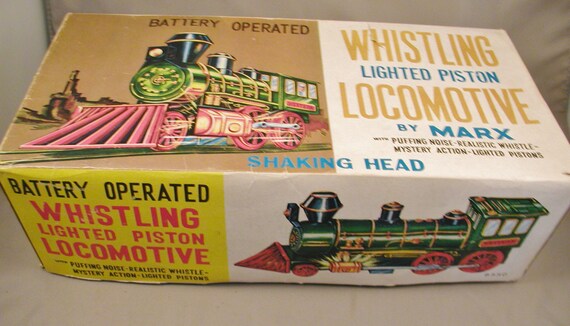 BATTERY OPERATED
WHISTLING
LIGHTED PISTON
LOCOMOTIVE
BY MARX
WITH PUFFING NOISE-REALISTIC WHISTLE-
MYSTERY ACTION-LIGHTED PISTONS
SHAKING HEAD
BATTERY OPERATED
WHISTLING
LIGHTED PISTON
LOCOMOTIVE
WITH PUFFING NOISE-REALISTIC WHISTLE-
MYSTERY ACTION-LIGHTED PISTONS